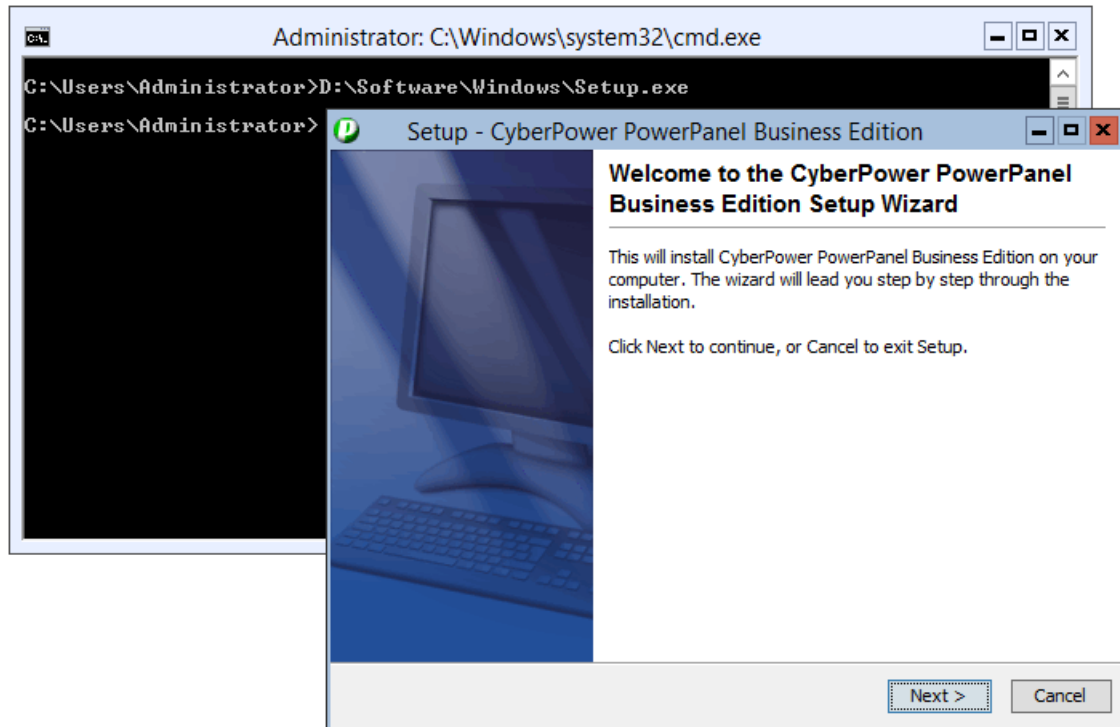 Administrator: C:\Windows\system32\cmd.exe
C:\Users\Administrator>D:\Software\Windows\Setup.exe
C:\Users\Administrator>
Setup - CyberPower PowerPanel Business Edition
Welcome to the CyberPower PowerPanel
Business Edition Setup Wizard
This will install CyberPower PowerPanel Business Edition on your
computer. The wizard will lead you step by step through the
installation.
Click Next to continue, or Cancel to exit Setup.
Next >
Cancel